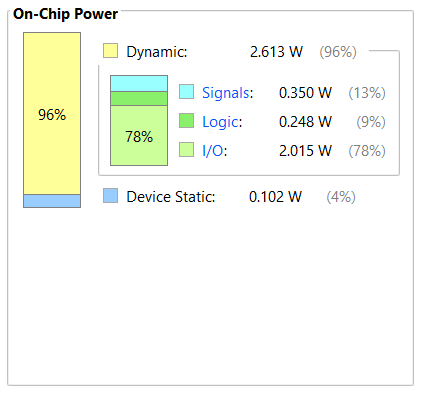 On-Chip Power
Dynamic: 2.613 W (96%)
96%
Signals: 0.350 W (13%)
Logic: 0.248 W (9%)
78%
I/O: 2.015 W (78%)
Device Static: 0.102 W (4%)